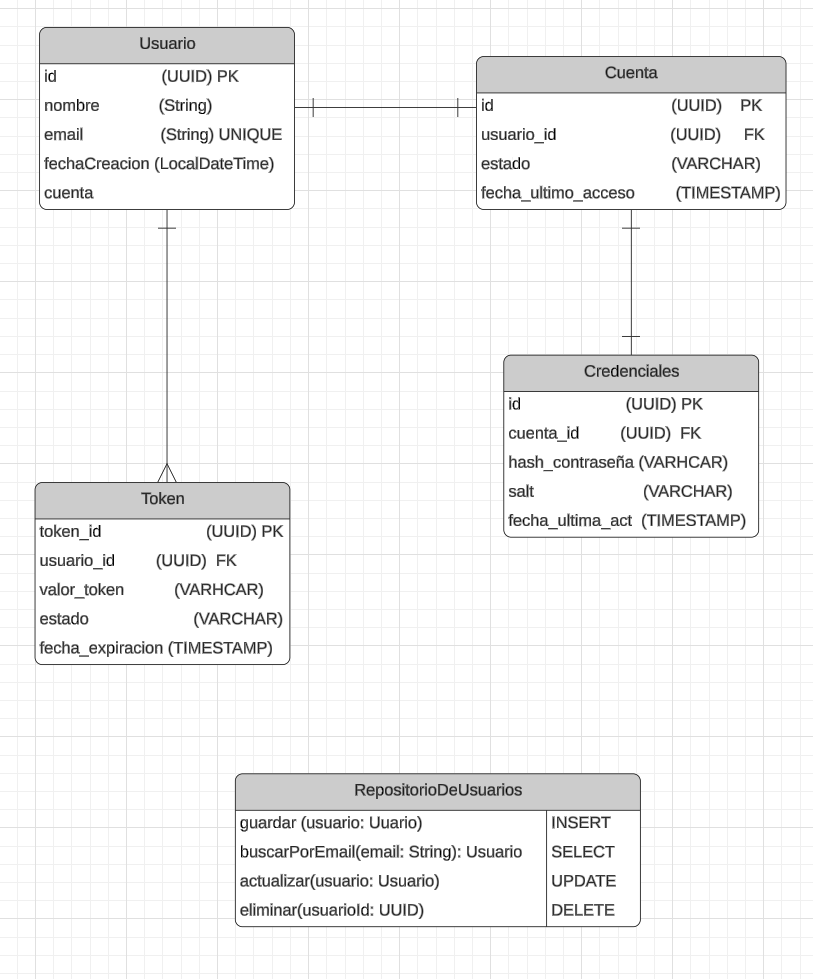 Usuario
id (UUID) PK
nombre (String)
email (String) UNIQUE
fechaCreacion (LocalDateTime)
cuenta
Cuenta
id (UUID) PK
usuario_id (UUID) FK
estado (VARCHAR)
fecha_ultimo_acceso (TIMESTAMP)
Credenciales
id (UUID) PK
cuenta_id (UUID) FK
hash_contraseña (VARHCAR)
salt (VARCHAR)
fecha_ultima_act (TIMESTAMP)
Token
token_id (UUID) PK
usuario_id (UUID) FK
valor_token (VARHCAR)
estado (VARCHAR)
fecha_expiracion (TIMESTAMP)
RepositorioDeUsuarios
guardar (usuario: Uuario) INSERT
buscarPorEmail(email: String): Usuario SELECT
actualizar(usuario: Usuario) UPDATE
eliminar(usuarioId: UUID) DELETE